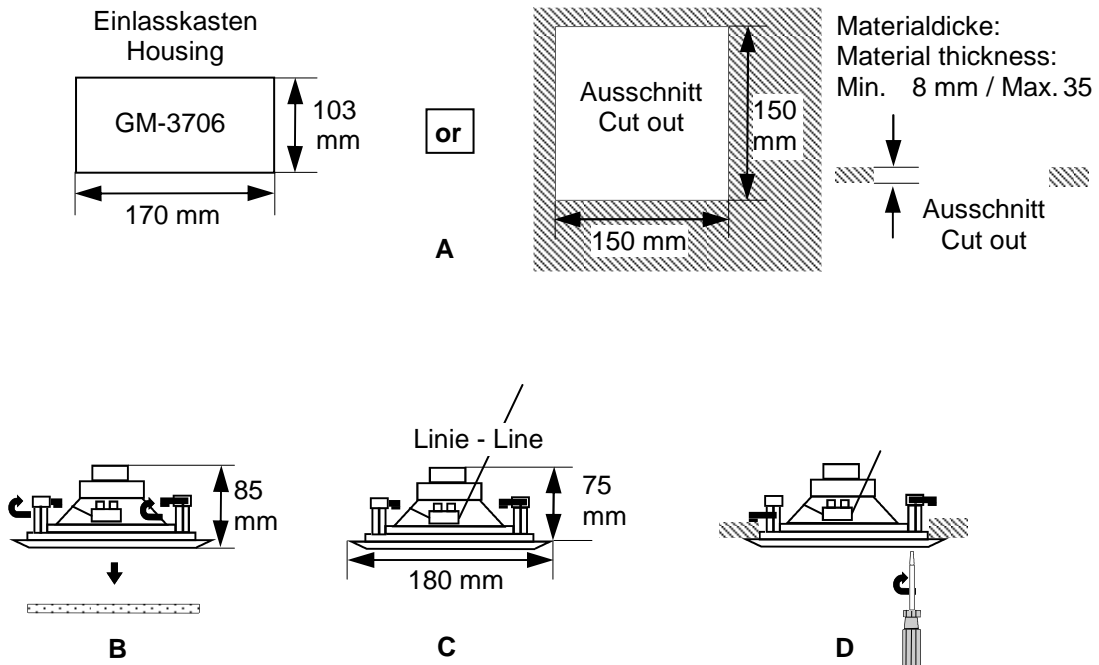 Einlasskasten
Housing
GM-3706
103
mm
170 mm
or
A
Ausschnitt
Cut out
150
mm
150 mm
Materialdicke:
Material thickness:
Min. 8 mm / Max. 35
Ausschnitt
Cut out
85
mm
B
Linie - Line
75
mm
180 mm
C
D